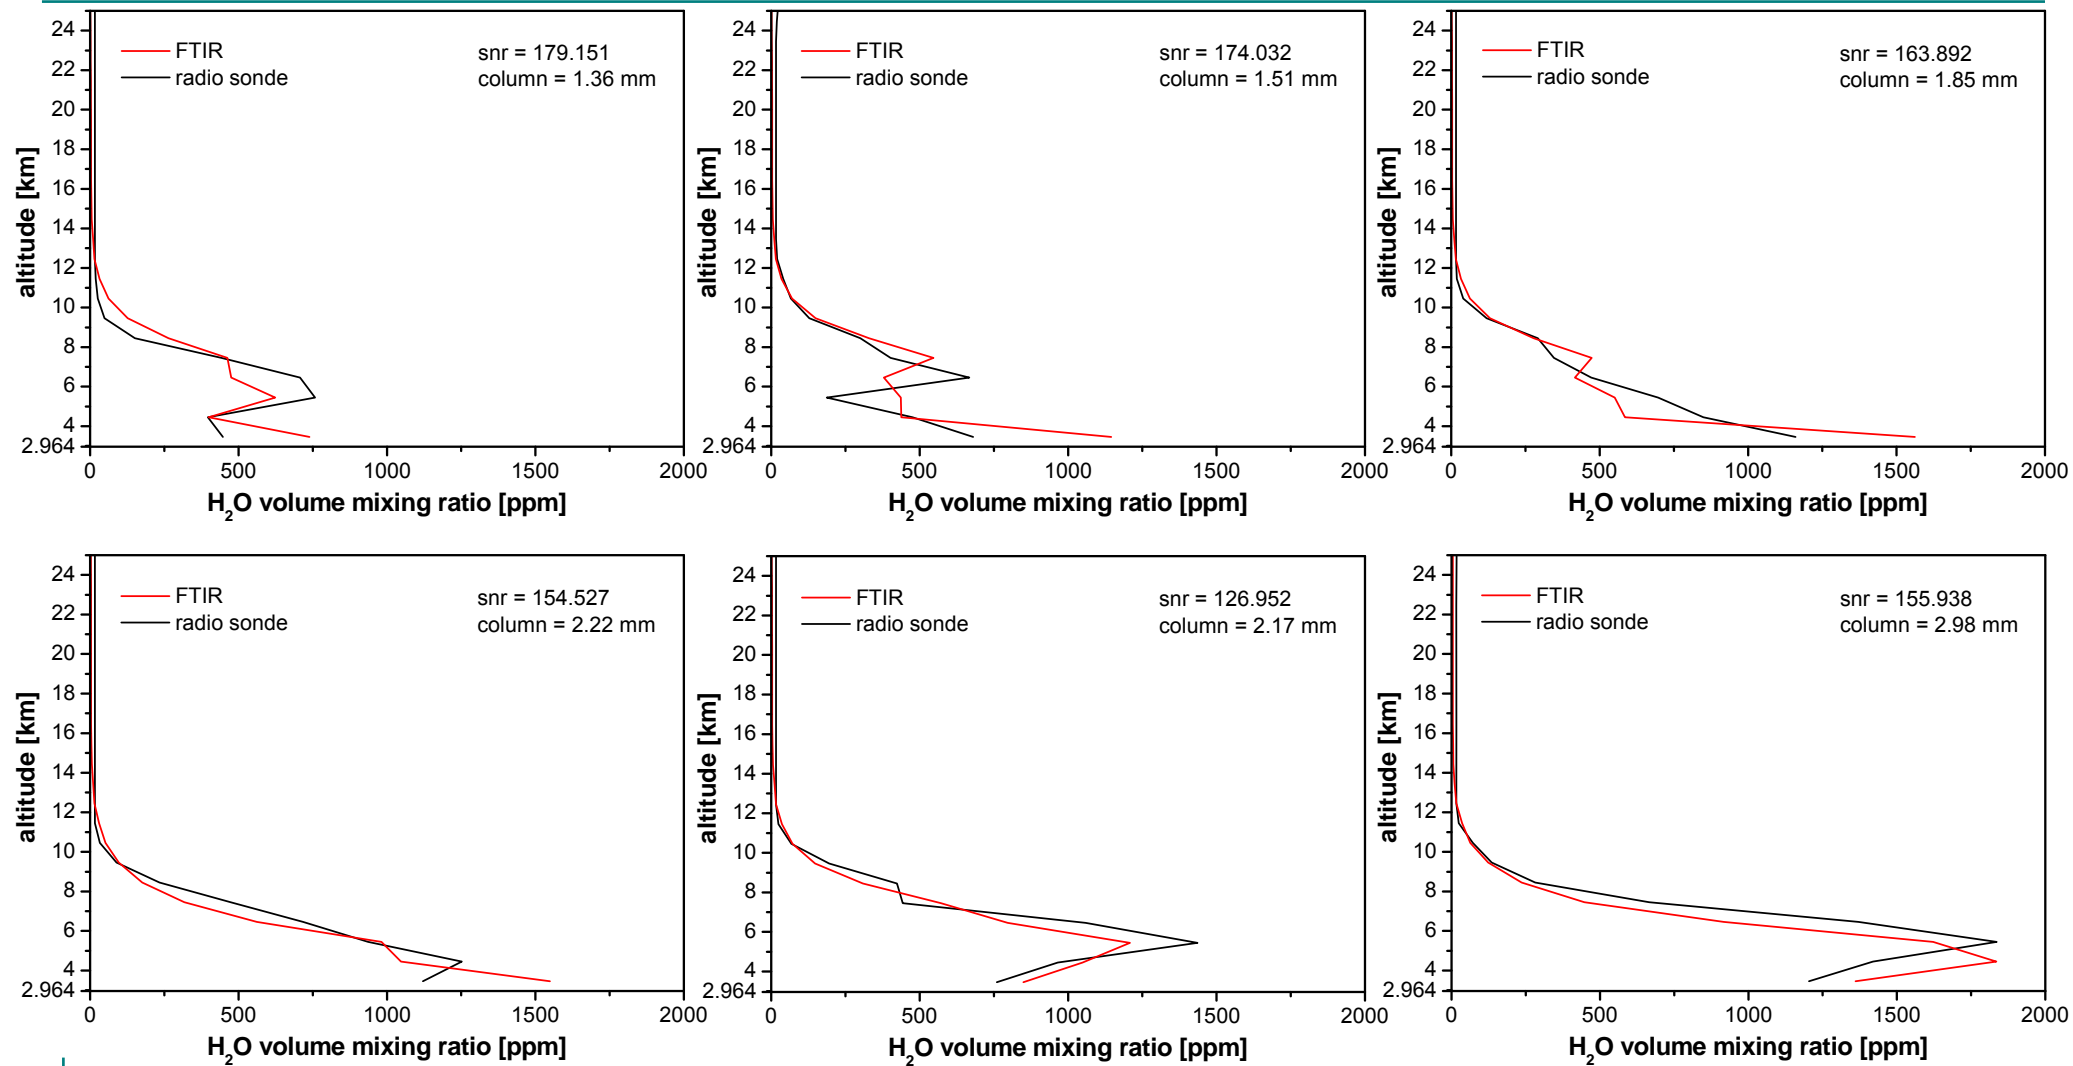 24
22
20
18
16
14
12
10
8
6
4
2.964
altitude [km]
FTIR
radio sonde
snr = 179.151
column = 1.36 mm
0 500 1000 1500 2000
H₂O volume mixing ratio [ppm]
24
22
20
18
16
14
12
10
8
6
4
2.964
altitude [km]
FTIR
radio sonde
snr = 174.032
column = 1.51 mm
0 500 1000 1500 2000
H₂O volume mixing ratio [ppm]
24
22
20
18
16
14
12
10
8
6
4
2.964
altitude [km]
FTIR
radio sonde
snr = 163.892
column = 1.85 mm
0 500 1000 1500 2000
H₂O volume mixing ratio [ppm]
24
22
20
18
16
14
12
10
8
6
4
2.964
altitude [km]
FTIR
radio sonde
snr = 154.527
column = 2.22 mm
0 500 1000 1500 2000
H₂O volume mixing ratio [ppm]
24
22
20
18
16
14
12
10
8
6
4
2.964
altitude [km]
FTIR
radio sonde
snr = 126.952
column = 2.17 mm
0 500 1000 1500 2000
H₂O volume mixing ratio [ppm]
24
22
20
18
16
14
12
10
8
6
4
2.964
altitude [km]
FTIR
radio sonde
snr = 155.938
column = 2.98 mm
0 500 1000 1500 2000
H₂O volume mixing ratio [ppm]